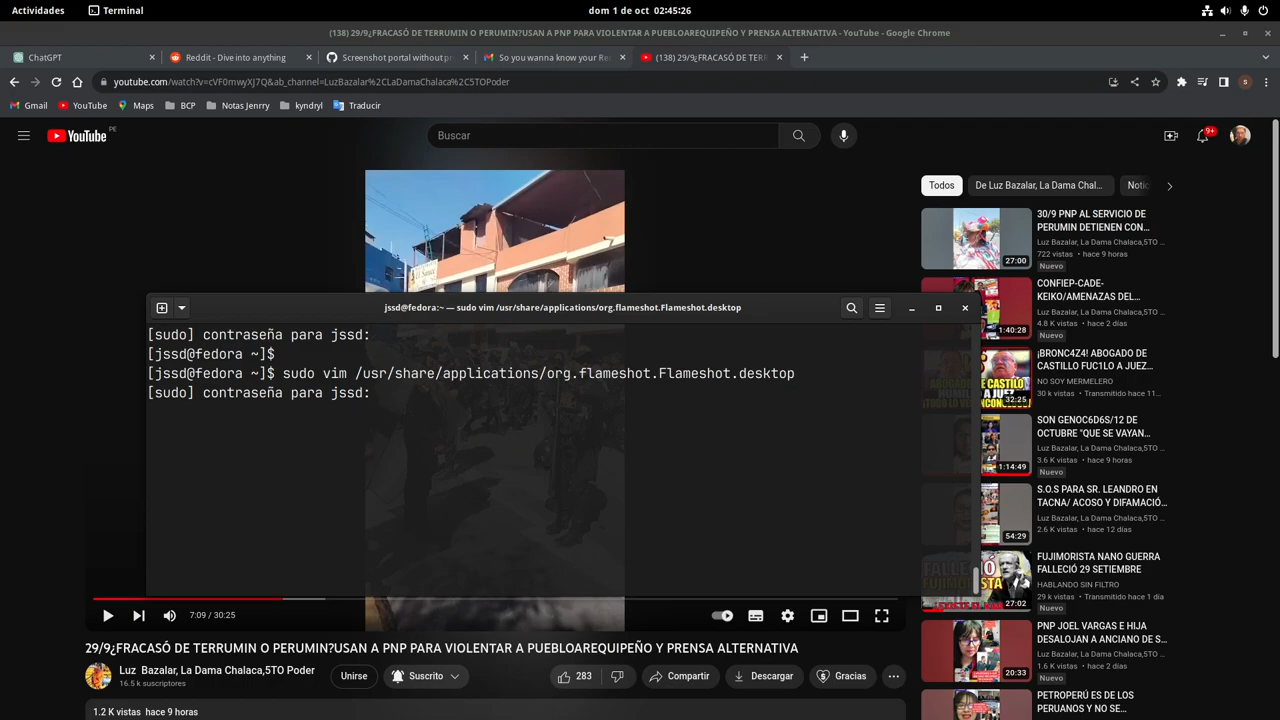 Actividades
Terminal
dom 1 de oct 02:45:26
(138) 29/9¿FRACASÓ DE TERRUMIN O PERUMIN?USAN A PNP PARA VIOLENTAR A PUEBLOAREQUIPEÑO Y PRENSA ALTERNATIVA - YouTube - Google Chrome
ChatGPT
Reddit - Dive into anything
Screenshot portal without pr
So you wanna know your Re
(138) 29/9¿FRACASÓ DE TERR
youtube.com/watch?v=cVF0mwyXJ7Q&ab_channel=LuzBazalar%2CLaDamaChalaca%2C5TOPoder
Gmail
YouTube
Maps
BCP
Notas Jenrry
kyndryl
Traducir
YouTube PE
Buscar
9+
Todos
De Luz Bazalar, La Dama Chal...
Notic
jssd@fedora:~ — sudo vim /usr/share/applications/org.flameshot.Flameshot.desktop
[sudo] contraseña para jssd:
[jssd@fedora ~]$
[jssd@fedora ~]$ sudo vim /usr/share/applications/org.flameshot.Flameshot.desktop
[sudo] contraseña para jssd:
7:09 / 30:25
29/9¿FRACASÓ DE TERRUMIN O PERUMIN?USAN A PNP PARA VIOLENTAR A PUEBLOAREQUIPEÑO Y PRENSA ALTERNATIVA
Luz Bazalar, La Dama Chalaca,5TO Poder
16.5 k suscriptores
Unirse
Suscrito
283
Compartir
Descargar
Gracias
1.2 K vistas hace 9 horas
27:00
30/9 PNP AL SERVICIO DE
PERUMIN DETIENEN CON...
Luz Bazalar, La Dama Chalaca,5TO ...
722 vistas • hace 9 horas
Nuevo
1:40:28
CONFIEP-CADE-
KEIKO/AMENAZAS DEL...
Luz Bazalar, La Dama Chalaca,5TO ...
4.8 K vistas • hace 2 días
Nuevo
32:25
¡BRONC4Z4! ABOGADO DE
CASTILLO FUC1LO A JUEZ...
NO SOY MERMELERO
30 k vistas • Transmitido hace 11...
1:14:49
SON GENOC6D6S/12 DE
OCTUBRE "QUE SE VAYAN...
Luz Bazalar, La Dama Chalaca,5TO ...
3.6 K vistas • hace 9 horas
Nuevo
54:29
S.O.S PARA SR. LEANDRO EN
TACNA/ ACOSO Y DIFAMACIÓ...
Luz Bazalar, La Dama Chalaca,5TO ...
2.6 K vistas • hace 12 días
27:02
FUJIMORISTA NANO GUERRA
FALLECIÓ 29 SETIEMBRE
HABLANDO SIN FILTRO
29 k vistas • Transmitido hace 1 día
Nuevo
20:33
PNP JOEL VARGAS E HIJA
DESALOJAN A ANCIANO DE S...
Luz Bazalar, La Dama Chalaca,5TO ...
1.6 K vistas • hace 2 días
Nuevo
PETROPERÚ ES DE LOS
PERUANOS Y NO SE...